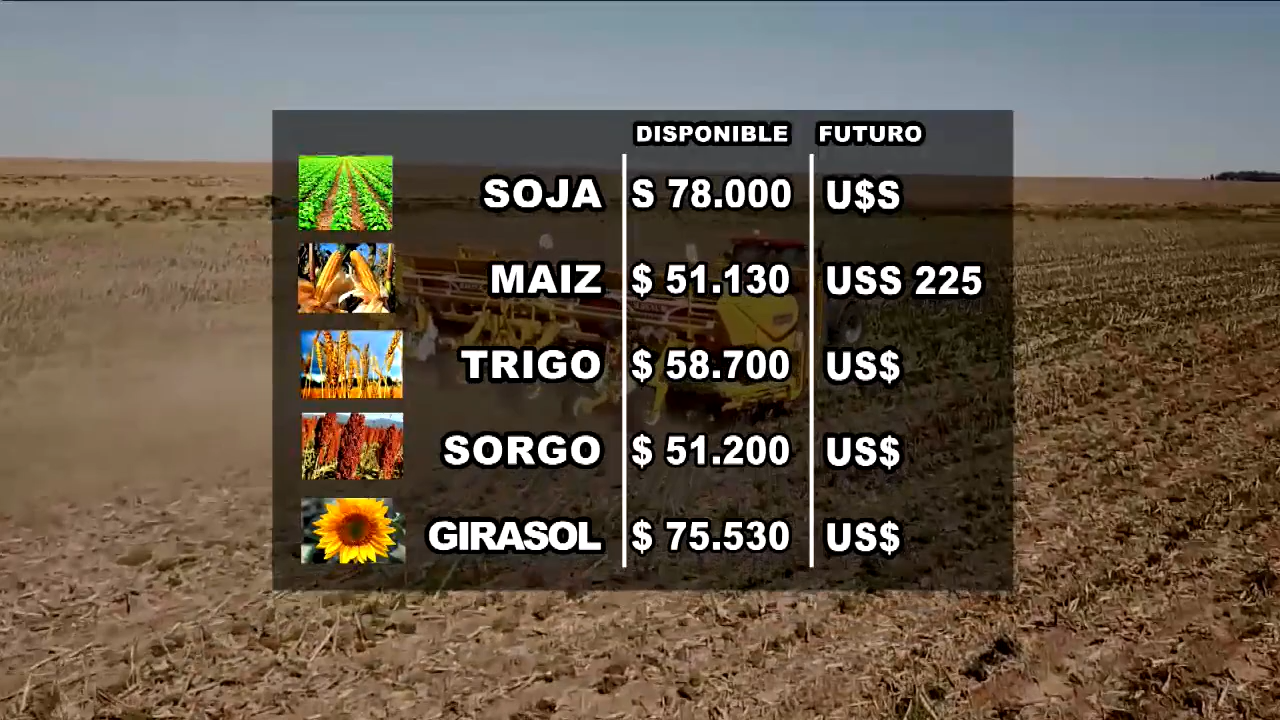 DISPONIBLE FUTURO
SOJA S 78.000 U$S
MAIZ $ 51.130 USS 225
TRIGO $ 58.700 US$
SORGO $ 51.200 US$
GIRASOL $ 75.530 US$